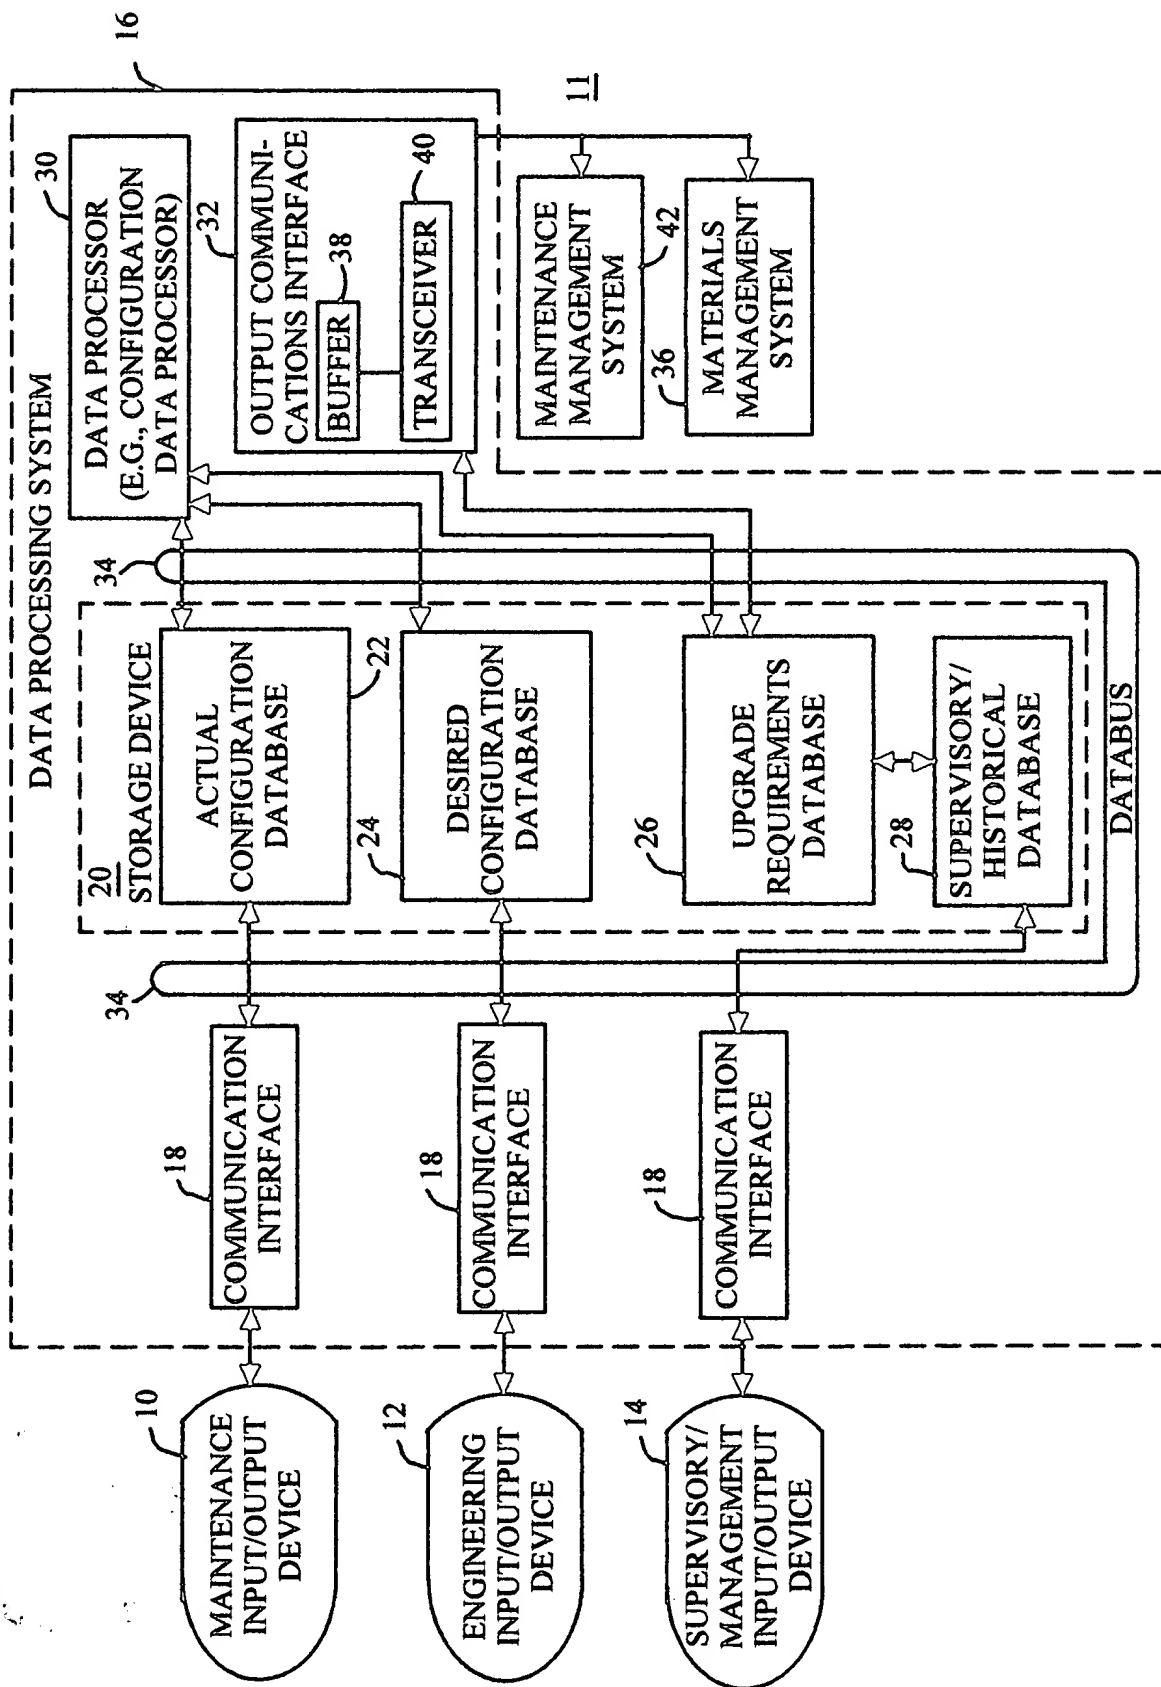 11
16
DATA PROCESSING SYSTEM
10
MAINTENANCE
INPUT/OUTPUT
DEVICE
18
COMMUNICATION
INTERFACE
34
20
STORAGE DEVICE
ACTUAL
CONFIGURATION
DATABASE
22
34
30
DATA PROCESSOR
(E.G., CONFIGURATION
DATA PROCESSOR)
12
ENGINEERING
INPUT/OUTPUT
DEVICE
18
COMMUNICATION
INTERFACE
24
DESIRED
CONFIGURATION
DATABASE
32
OUTPUT COMMUNI-
CATIONS INTERFACE
BUFFER
38
TRANSCEIVER
40
14
SUPERVISORY/
MANAGEMENT
INPUT/OUTPUT
DEVICE
18
COMMUNICATION
INTERFACE
26
UPGRADE
REQUIREMENTS
DATABASE
28
SUPERVISORY/
HISTORICAL
DATABASE
DATABUS
MAINTENANCE
MANAGEMENT
SYSTEM
42
36
MATERIALS
MANAGEMENT
SYSTEM